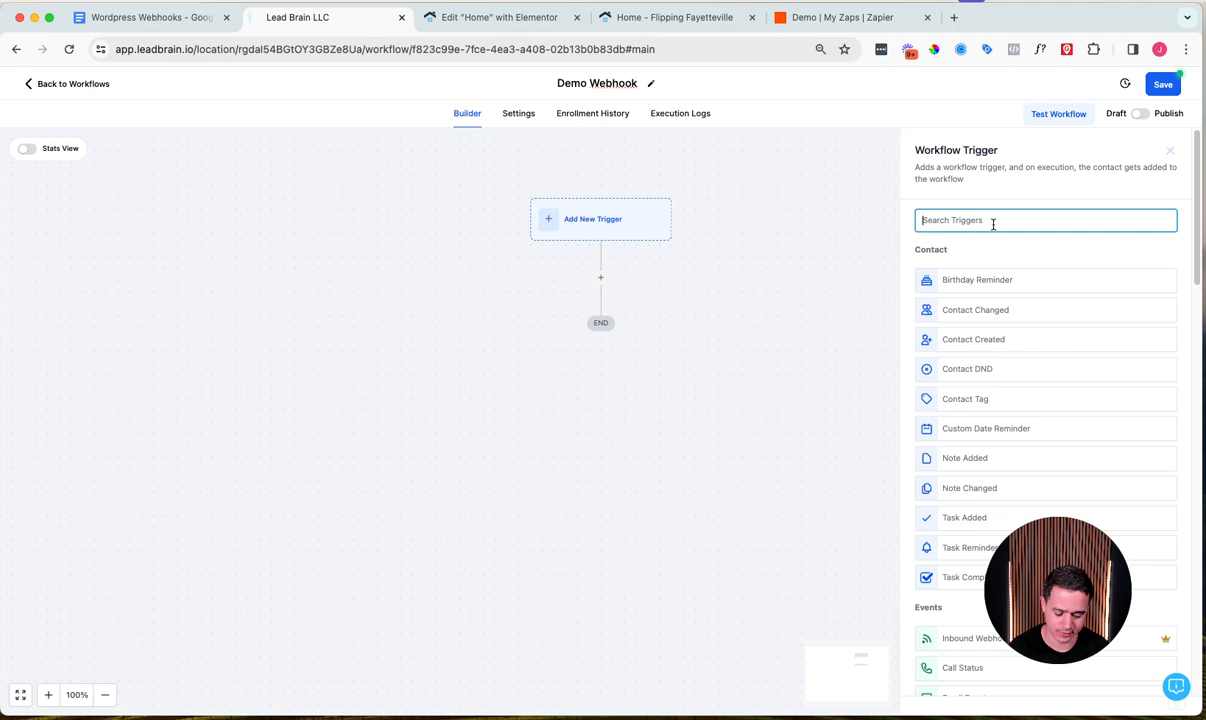 Wordpress Webhooks - Goog
Lead Brain LLC
Edit "Home" with Elementor
Home - Flipping Fayetteville
Demo | My Zaps | Zapier
app.leadbrain.io/location/rgdal54BGtOY3GBZe8Ua/workflow/f823c99e-7fce-4ea3-a408-02b13b0b83db#main
9+
f?
J
Back to Workflows
Demo Webhook
Save
Builder
Settings
Enrollment History
Execution Logs
Test Workflow
Draft
Publish
Stats View
Add New Trigger
END
100%
Workflow Trigger
Adds a workflow trigger, and on execution, the contact gets added to
the workflow
Search Triggers
Contact
Birthday Reminder
Contact Changed
Contact Created
Contact DND
Contact Tag
Custom Date Reminder
Note Added
Note Changed
Task Added
Task Reminder
Task Comp
Events
Inbound Webho
Call Status